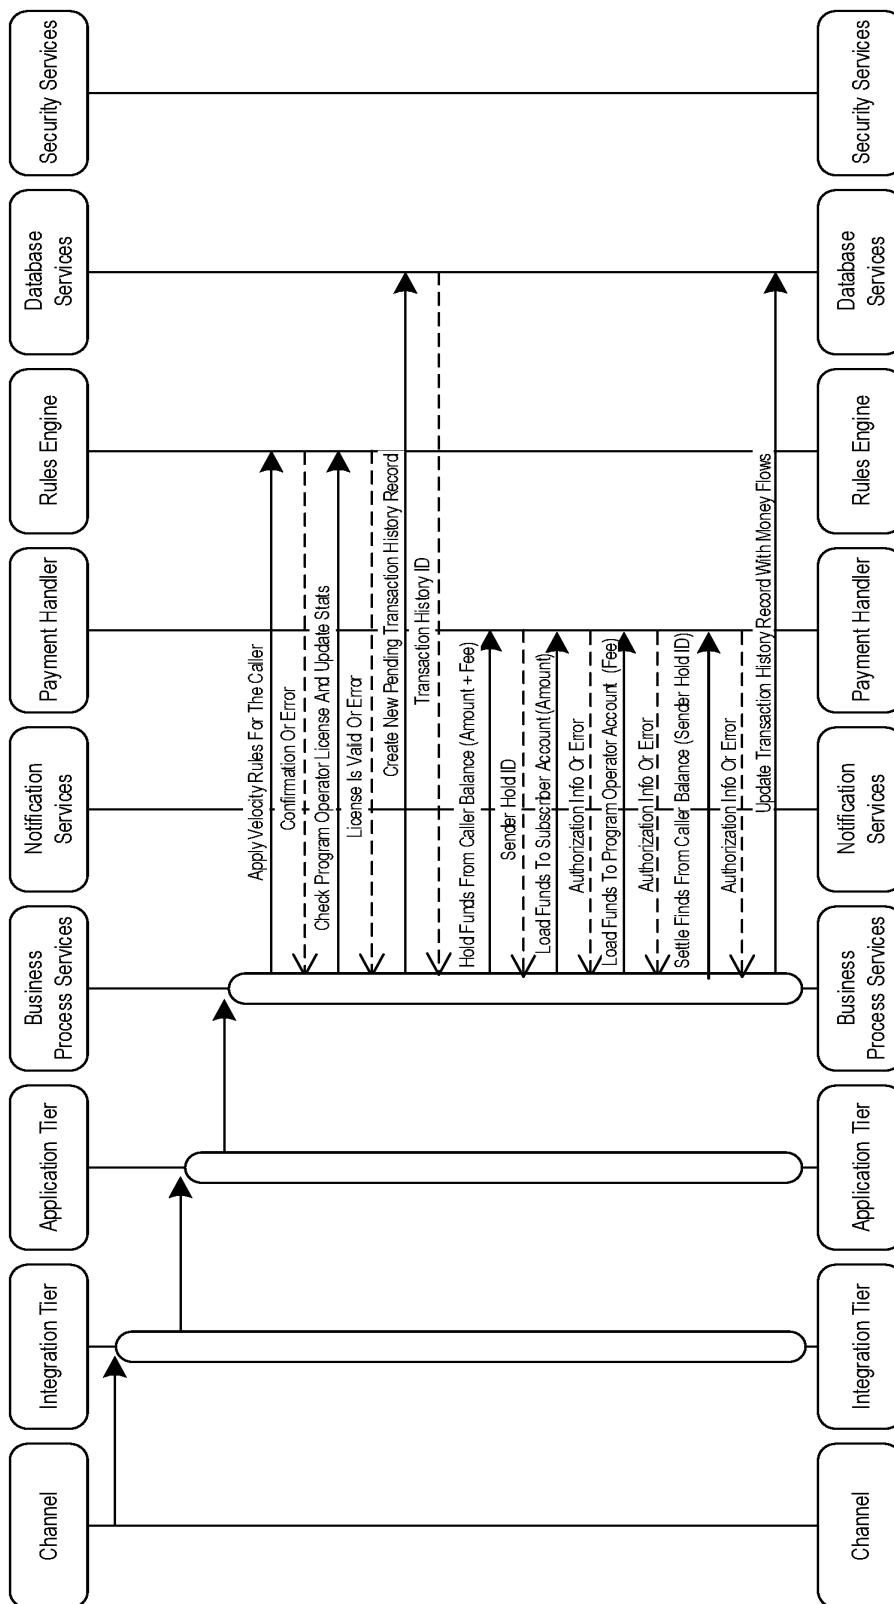 Channel
Integration Tier
Application Tier
Business
Process Services
Notification
Services
Payment Handler
Rules Engine
Database
Services
Security Services
Apply Velocity Rules For The Caller
Confirmation Or Error
Check Program Operator License And Update Stats
License Is Valid Or Error
Create New Pending Transaction History Record
Transaction History ID
Hold Funds From Caller Balance (Amount + Fee)
Sender Hold ID
Load Funds To Subscriber Account (Amount)
Authorization Info Or Error
Load Funds To Program Operator Account (Fee)
Authorization Info Or Error
Settle Finds From Caller Balance (Sender Hold ID)
Authorization Info Or Error
Update Transaction History Record With Money Flows
Channel
Integration Tier
Application Tier
Business
Process Services
Notification
Services
Payment Handler
Rules Engine
Database
Services
Security Services